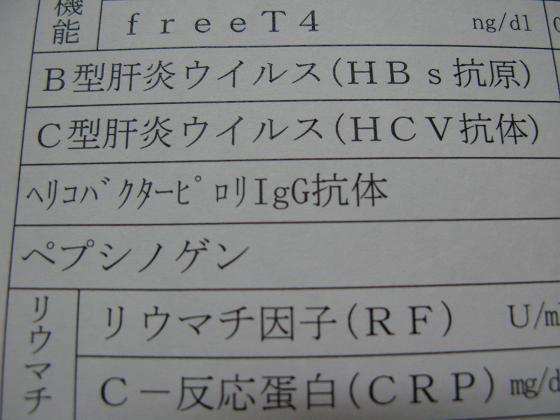 機能
ｆｒｅｅＴ４ ng/dl
Ｂ型肝炎ウイルス（ＨＢｓ抗原）
Ｃ型肝炎ウイルス（ＨＣＶ抗体）
ﾍﾘｺﾊﾞｸﾀｰﾋﾟﾛﾘIgG抗体
ペプシノゲン
リウマチ
リウマチ因子（ＲＦ） U/m
Ｃ－反応蛋白（ＣＲＰ） mg/d